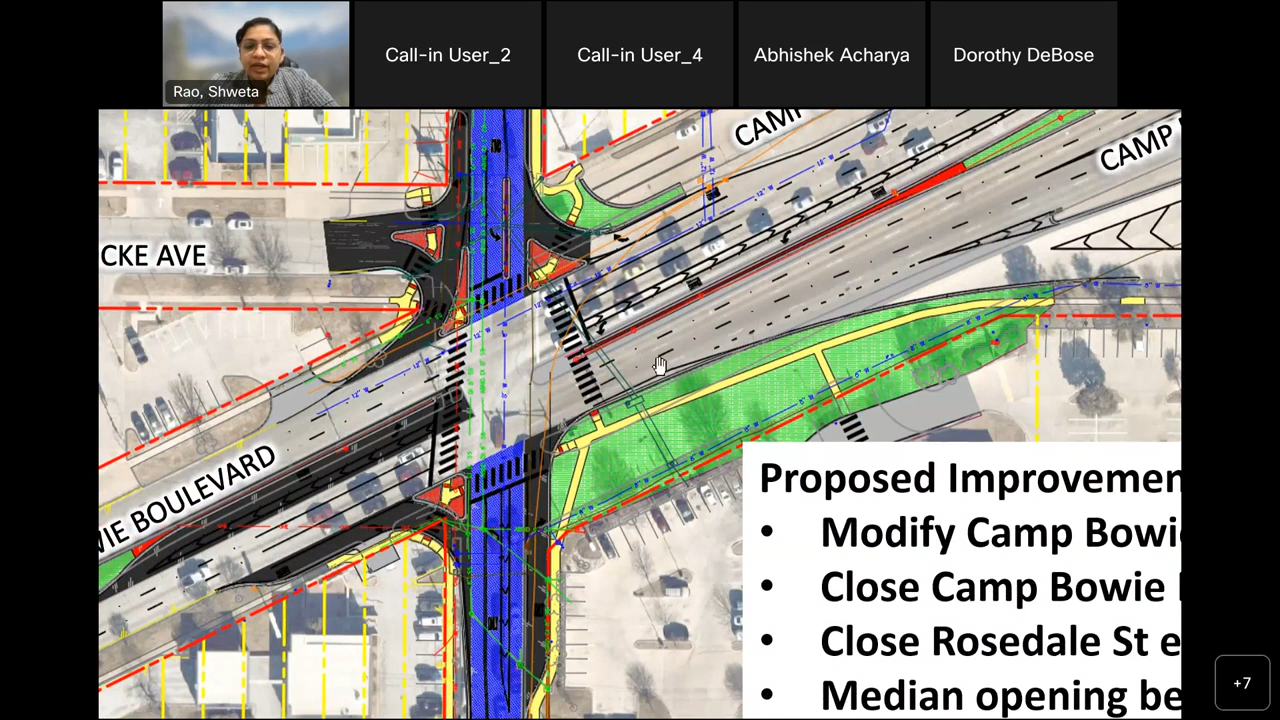 Call-in User_2
Call-in User_4
Abhishek Acharya
Dorothy DeBose
Rao, Shweta
CAMP
CAMP
CKE AVE
WIE BOULEVARD
Proposed Improvemen
• Modify Camp Bowi
• Close Camp Bowie
• Close Rosedale St e
• Median opening be
+7